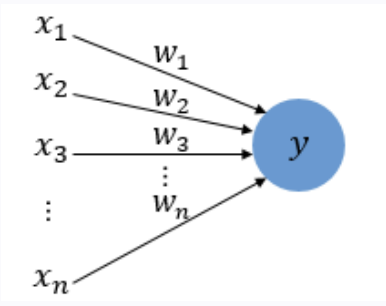 x₁
w₁
x₂
w₂
x₃
w₃
y
⋮
⋮
wₙ
xₙ